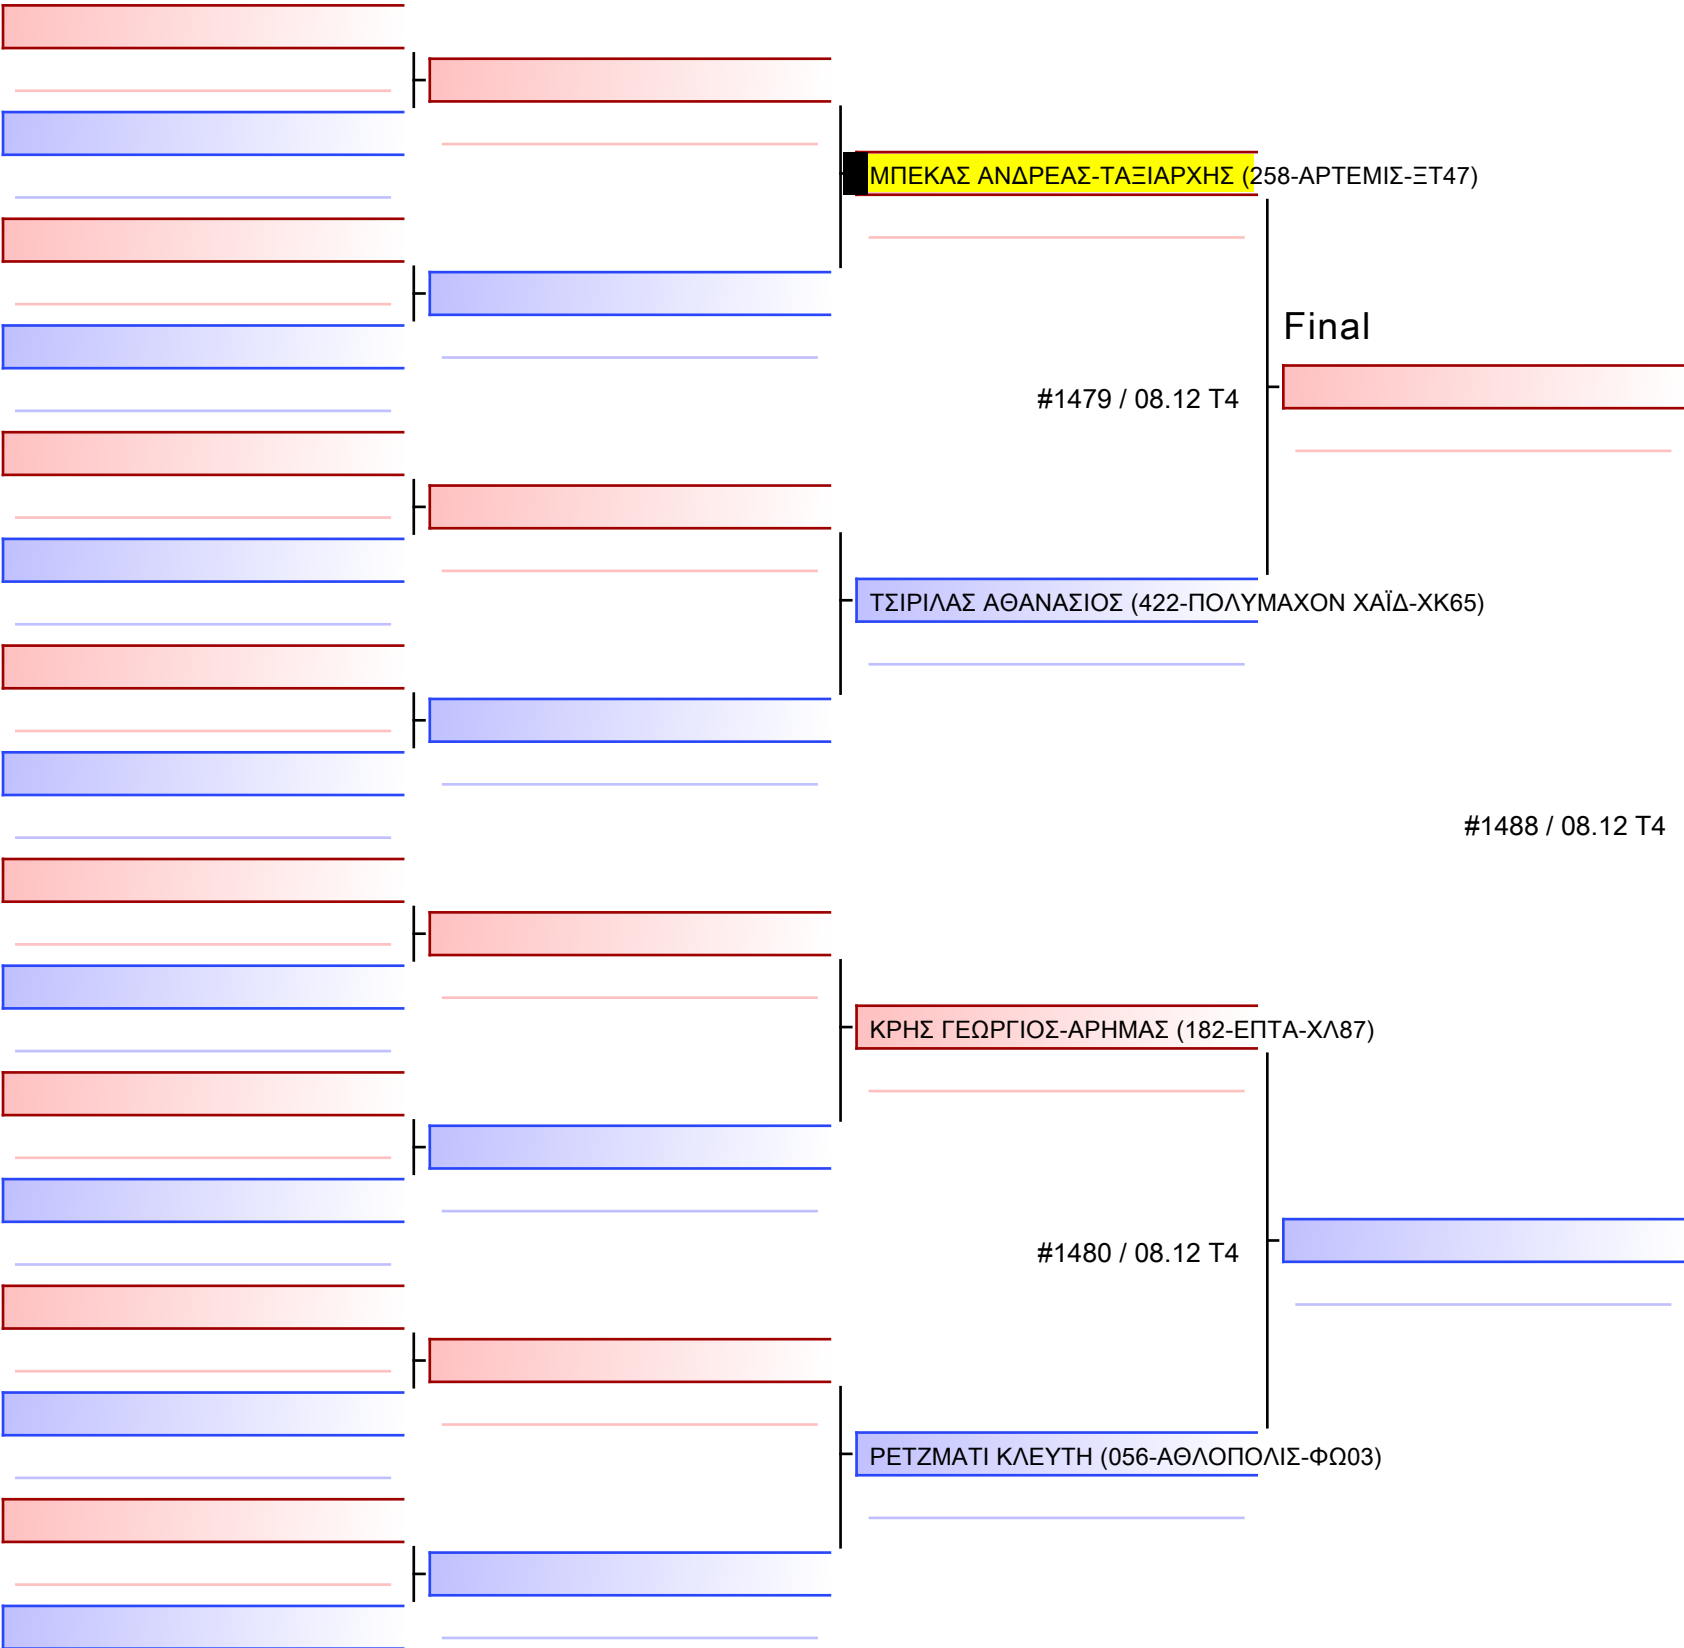 ΜΠΕΚΑΣ ΑΝΔΡΕΑΣ-ΤΑΞΙΑΡΧΗΣ (258-ΑΡΤΕΜΙΣ-ΞΤ47)
Final
#1479 / 08.12 T4
ΤΣΙΡΙΛΑΣ ΑΘΑΝΑΣΙΟΣ (422-ΠΟΛΥΜΑΧΟΝ ΧΑΪΔ-ΧΚ65)
#1488 / 08.12 T4
ΚΡΗΣ ΓΕΩΡΓΙΟΣ-ΑΡΗΜΑΣ (182-ΕΠΤΑ-ΧΛ87)
#1480 / 08.12 T4
ΡΕΤΖΜΑΤΙ ΚΛΕΥΤΗ (056-ΑΘΛΟΠΟΛΙΣ-ΦΩ03)